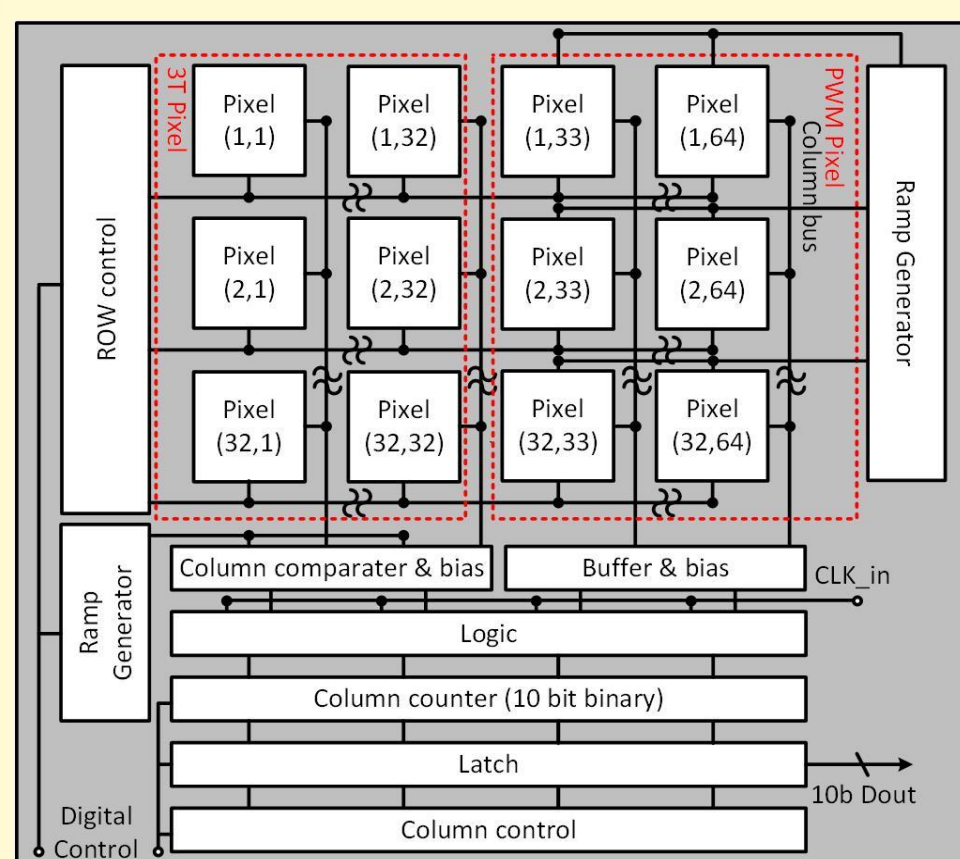 3T Pixel
Pixel
(1,1)
Pixel
(1,32)
Pixel
(1,33)
Pixel
(1,64)
PWM Pixel
Column bus
Ramp Generator
ROW control
Pixel
(2,1)
Pixel
(2,32)
Pixel
(2,33)
Pixel
(2,64)
Pixel
(32,1)
Pixel
(32,32)
Pixel
(32,33)
Pixel
(32,64)
Ramp
Generator
Column comparater & bias
Buffer & bias
CLK_in
Logic
Column counter (10 bit binary)
Latch
10b Dout
Column control
Digital
Control